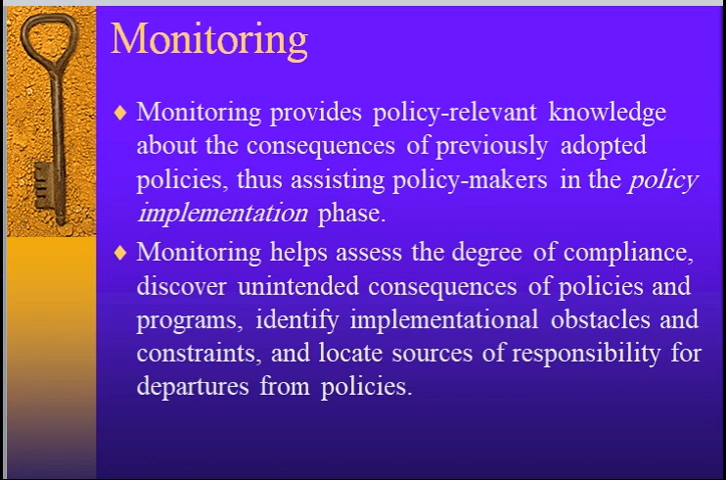 Monitoring
Monitoring provides policy-relevant knowledge
about the consequences of previously adopted
policies, thus assisting policy-makers in the policy
implementation phase.
Monitoring helps assess the degree of compliance,
discover unintended consequences of policies and
programs, identify implementational obstacles and
constraints, and locate sources of responsibility for
departures from policies.